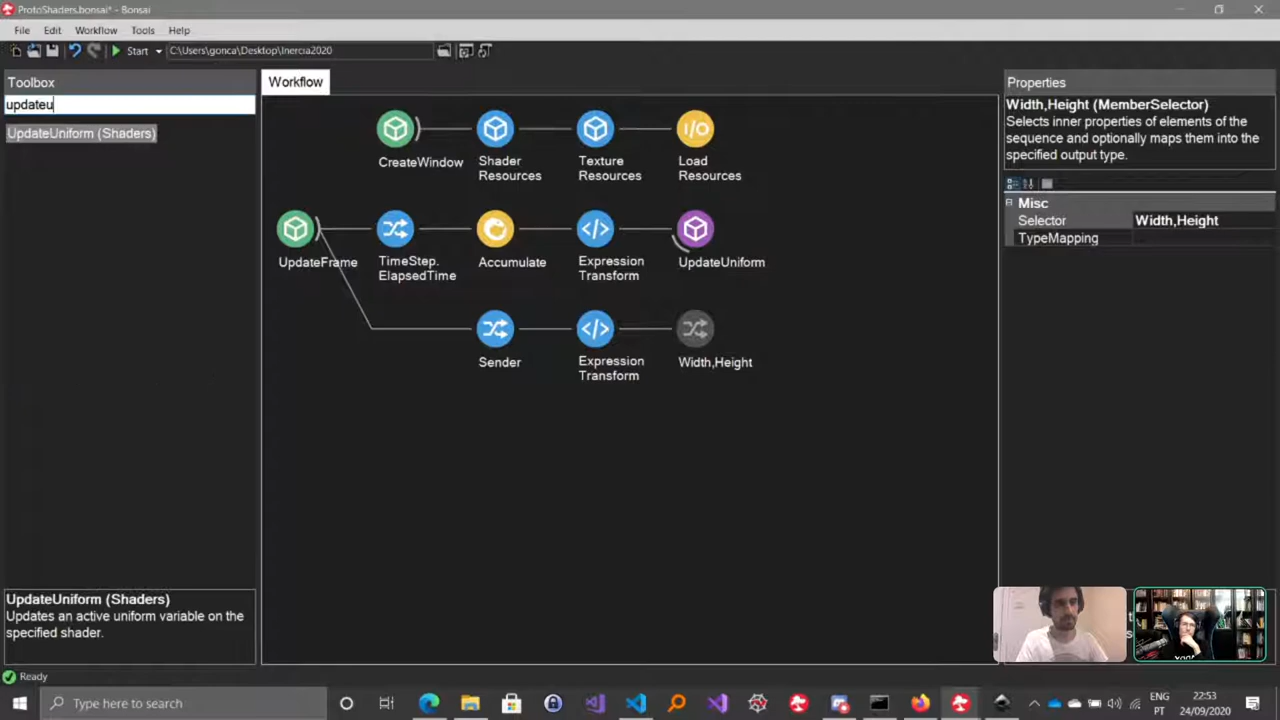 ProtoShaders.bonsai* - Bonsai
File Edit Workflow Tools Help
Start C:\Users\gonca\Desktop\Inercia2020
Toolbox
updateu
UpdateUniform (Shaders)
Workflow
CreateWindow
Shader
Resources
Texture
Resources
I/O
Load
Resources
UpdateFrame
TimeStep.
ElapsedTime
Accumulate
Expression
Transform
UpdateUniform
Sender
Expression
Transform
Width,Height
Properties
Width,Height (MemberSelector)
Selects inner properties of elements of the
sequence and optionally maps them into the
specified output type.
Misc
Selector Width,Height
TypeMapping
UpdateUniform (Shaders)
Updates an active uniform variable on the
specified shader.
Ready
Type here to search
ENG
PT
22:53
24/09/2020